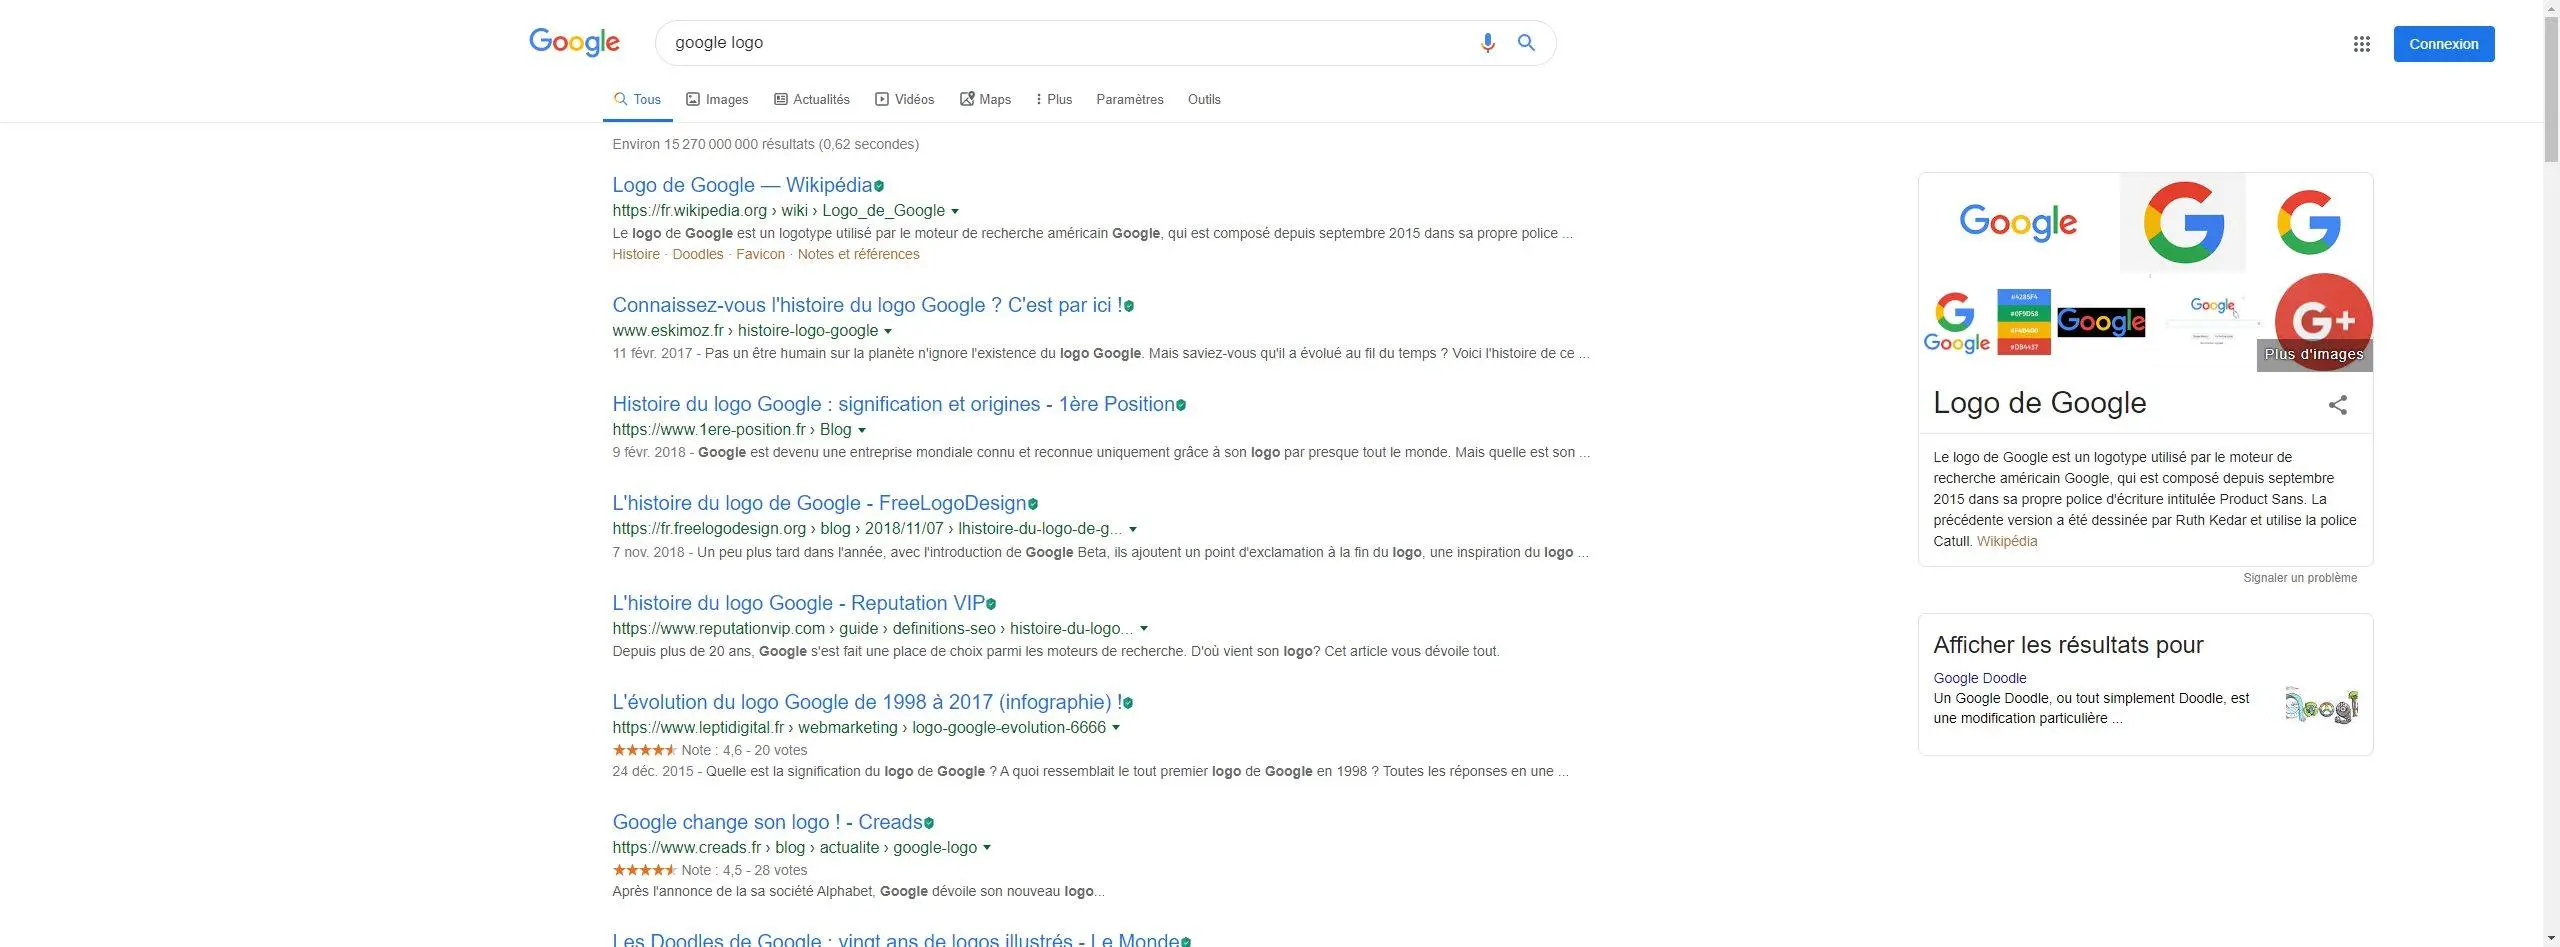 Google
google logo
Connexion
Tous Images Actualités Vidéos Maps Plus Paramètres Outils
Environ 15 270 000 000 résultats (0,62 secondes)
Logo de Google — Wikipédia
https://fr.wikipedia.org › wiki › Logo_de_Google
Le logo de Google est un logotype utilisé par le moteur de recherche américain Google, qui est composé depuis septembre 2015 dans sa propre police ...
Histoire · Doodles · Favicon · Notes et références
Connaissez-vous l'histoire du logo Google ? C'est par ici !
www.eskimoz.fr › histoire-logo-google
11 févr. 2017 - Pas un être humain sur la planète n'ignore l'existence du logo Google. Mais saviez-vous qu'il a évolué au fil du temps ? Voici l'histoire de ce ...
Histoire du logo Google : signification et origines - 1ère Position
https://www.1ere-position.fr › Blog
9 févr. 2018 - Google est devenu une entreprise mondiale connu et reconnue uniquement grâce à son logo par presque tout le monde. Mais quelle est son ...
L'histoire du logo de Google - FreeLogoDesign
https://fr.freelogodesign.org › blog › 2018/11/07 › lhistoire-du-logo-de-g...
7 nov. 2018 - Un peu plus tard dans l'année, avec l'introduction de Google Beta, ils ajoutent un point d'exclamation à la fin du logo, une inspiration du logo ...
L'histoire du logo Google - Reputation VIP
https://www.reputationvip.com › guide › definitions-seo › histoire-du-logo...
Depuis plus de 20 ans, Google s'est fait une place de choix parmi les moteurs de recherche. D'où vient son logo? Cet article vous dévoile tout.
L'évolution du logo Google de 1998 à 2017 (infographie) !
https://www.leptidigital.fr › webmarketing › logo-google-evolution-6666
Note : 4,6 - 20 votes
24 déc. 2015 - Quelle est la signification du logo de Google ? A quoi ressemblait le tout premier logo de Google en 1998 ? Toutes les réponses en une ...
Google change son logo ! - Creads
https://www.creads.fr › blog › actualite › google-logo
Note : 4,5 - 28 votes
Après l'annonce de la sa société Alphabet, Google dévoile son nouveau logo...
Les Doodles de Google : vingt ans de logos illustrés - Le Monde
Google G G
G Google
#4285F4
#0F9D58
#F4B400
#DB4437
Google
Google
G+
Plus d'images
Logo de Google
Le logo de Google est un logotype utilisé par le moteur de
recherche américain Google, qui est composé depuis septembre
2015 dans sa propre police d'écriture intitulée Product Sans. La
précédente version a été dessinée par Ruth Kedar et utilise la police
Catull. Wikipédia
Signaler un problème
Afficher les résultats pour
Google Doodle
Un Google Doodle, ou tout simplement Doodle, est
une modification particulière ...